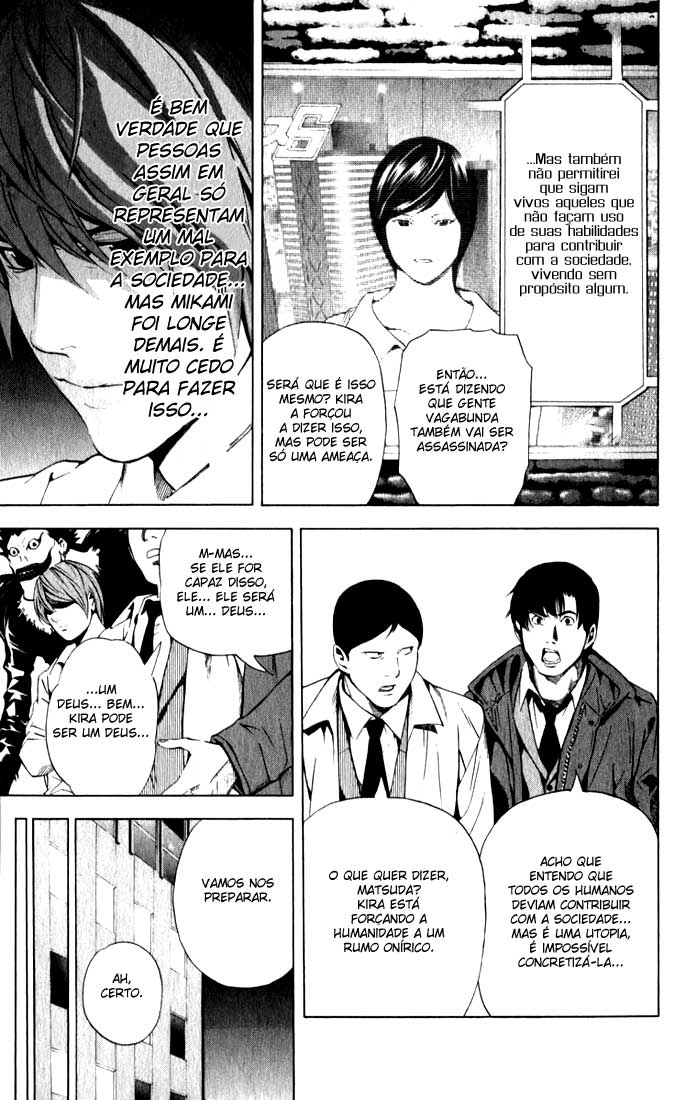 ...Mas também
não permitirei
que sigam
vivos aqueles que
não façam uso
de suas habilidades
para contribuir
com a sociedade,
vivendo sem
propósito algum.
ENTÃO...
ESTÁ DIZENDO
QUE GENTE
VAGABUNDA
TAMBÉM VAI SER
ASSASSINADA?
SERÁ QUE É ISSO
MESMO? KIRA
A FORÇOU
A DIZER ISSO,
MAS PODE SER
SÓ UMA AMEAÇA.
É BEM
VERDADE QUE
PESSOAS
ASSIM EM
GERAL SÓ
REPRESENTAM
UM MAL
EXEMPLO PARA
A SOCIEDADE...
MAS MIKAMI
FOI LONGE
DEMAIS. É
MUITO CEDO
PARA FAZER
ISSO...
ACHO QUE
ENTENDO QUE
TODOS OS HUMANOS
DEVIAM CONTRIBUIR
COM A SOCIEDADE...
MAS É UMA UTOPIA,
É IMPOSSÍVEL
CONCRETIZÁ-LA...
O QUE QUER DIZER,
MATSUDA?
KIRA ESTÁ
FORÇANDO A
HUMANIDADE A UM
RUMO ONÍRICO.
M-MAS...
SE ELE FOR
CAPAZ DISSO,
ELE... ELE SERÁ
UM... DEUS...
...UM
DEUS... BEM...
KIRA PODE
SER UM DEUS...
VAMOS NOS
PREPARAR.
AH,
CERTO.